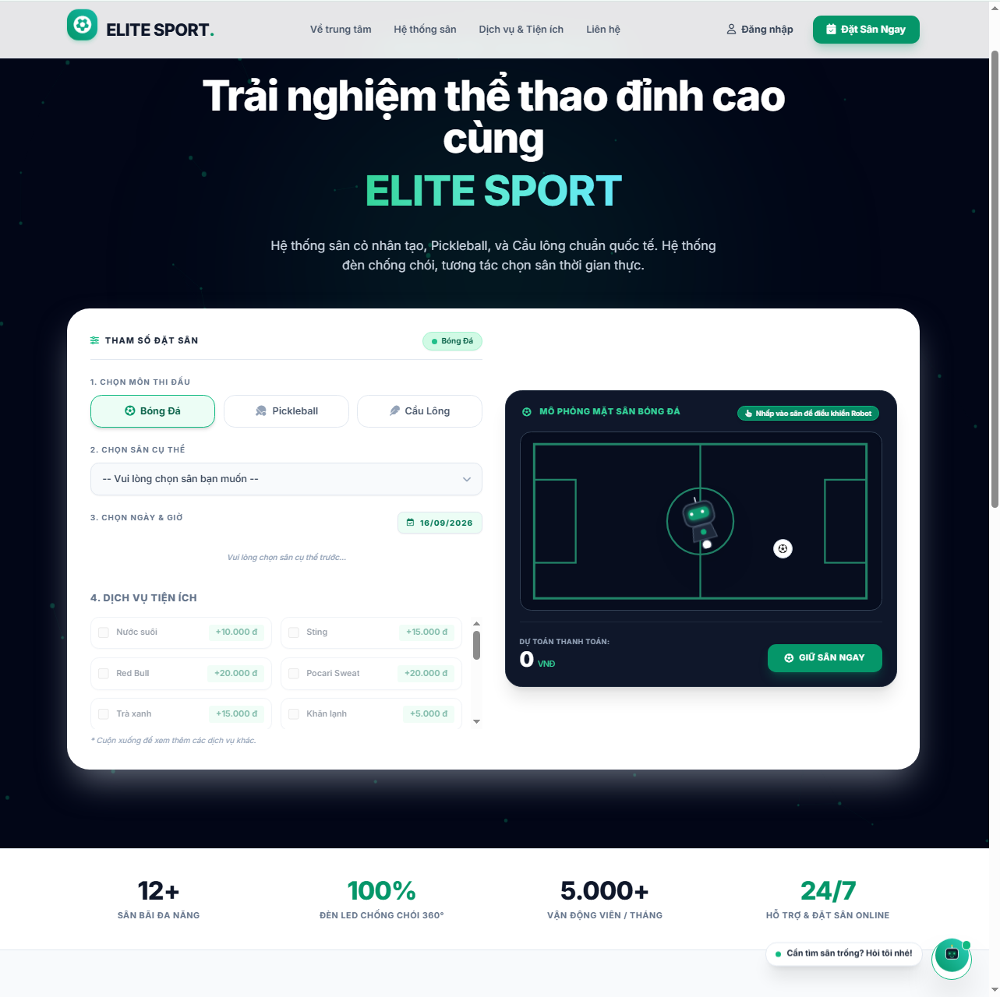 ELITE SPORT.
Về trung tâm
Hệ thống sân
Dịch vụ & Tiện ích
Liên hệ
Đăng nhập
Đặt Sân Ngay
Trải nghiệm thể thao đỉnh cao
cùng
ELITE SPORT
Hệ thống sân cỏ nhân tạo, Pickleball, và Cầu lông chuẩn quốc tế. Hệ thống
đèn chống chói, tương tác chọn sân thời gian thực.
THAM SỐ ĐẶT SÂN
Bóng Đá
1. CHỌN MÔN THI ĐẤU
Bóng Đá
Pickleball
Cầu Lông
2. CHỌN SÂN CỤ THỂ
-- Vui lòng chọn sân bạn muốn --
3. CHỌN NGÀY & GIỜ
16/09/2026
Vui lòng chọn sân cụ thể trước...
4. DỊCH VỤ TIỆN ÍCH
Nước suối
+10.000 đ
Sting
+15.000 đ
Red Bull
+20.000 đ
Pocari Sweat
+20.000 đ
Trà xanh
+15.000 đ
Khăn lạnh
+5.000 đ
* Cuộn xuống để xem thêm các dịch vụ khác.
MÔ PHỎNG MẶT SÂN BÓNG ĐÁ
Nhấp vào sân để điều khiển Robot
DỰ TOÁN THANH TOÁN:
0 VNĐ
GIỮ SÂN NGAY
12+
SÂN BÃI ĐA NĂNG
100%
ĐÈN LED CHỐNG CHÓI 360°
5.000+
VẬN ĐỘNG VIÊN / THÁNG
24/7
HỖ TRỢ & ĐẶT SÂN ONLINE
Cần tìm sân trống? Hỏi tôi nhé!